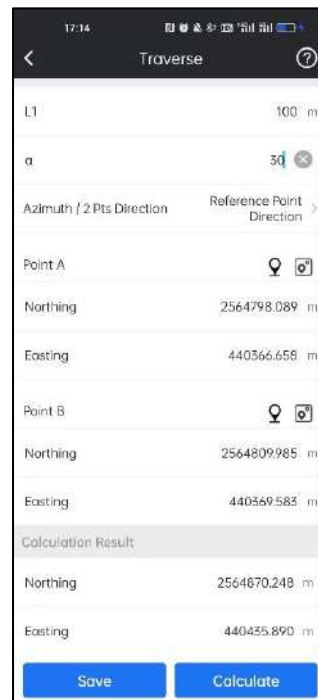 17:14
Traverse
L1 100 m
α 30
Azimuth / 2 Pts Direction Reference Point
Direction
Point A
Northing 2564798.089 m
Easting 440366.658 m
Point B
Northing 2564809.985 m
Easting 440369.583 m
Calculation Result
Northing 2564870.248 m
Easting 440435.890 m
Save Calculate